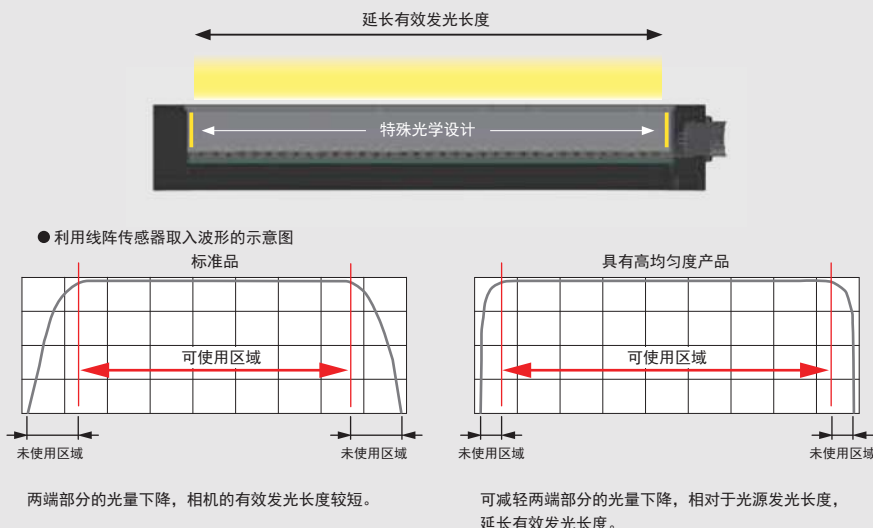 延长有效发光长度
特殊光学设计
● 利用线阵传感器取入波形的示意图
标准品
具有高均匀度产品
可使用区域
可使用区域
未使用区域
未使用区域
未使用区域
未使用区域
两端部分的光量下降，相机的有效发光长度较短。
可减轻两端部分的光量下降，相对于光源发光长度，
延长有效发光长度。